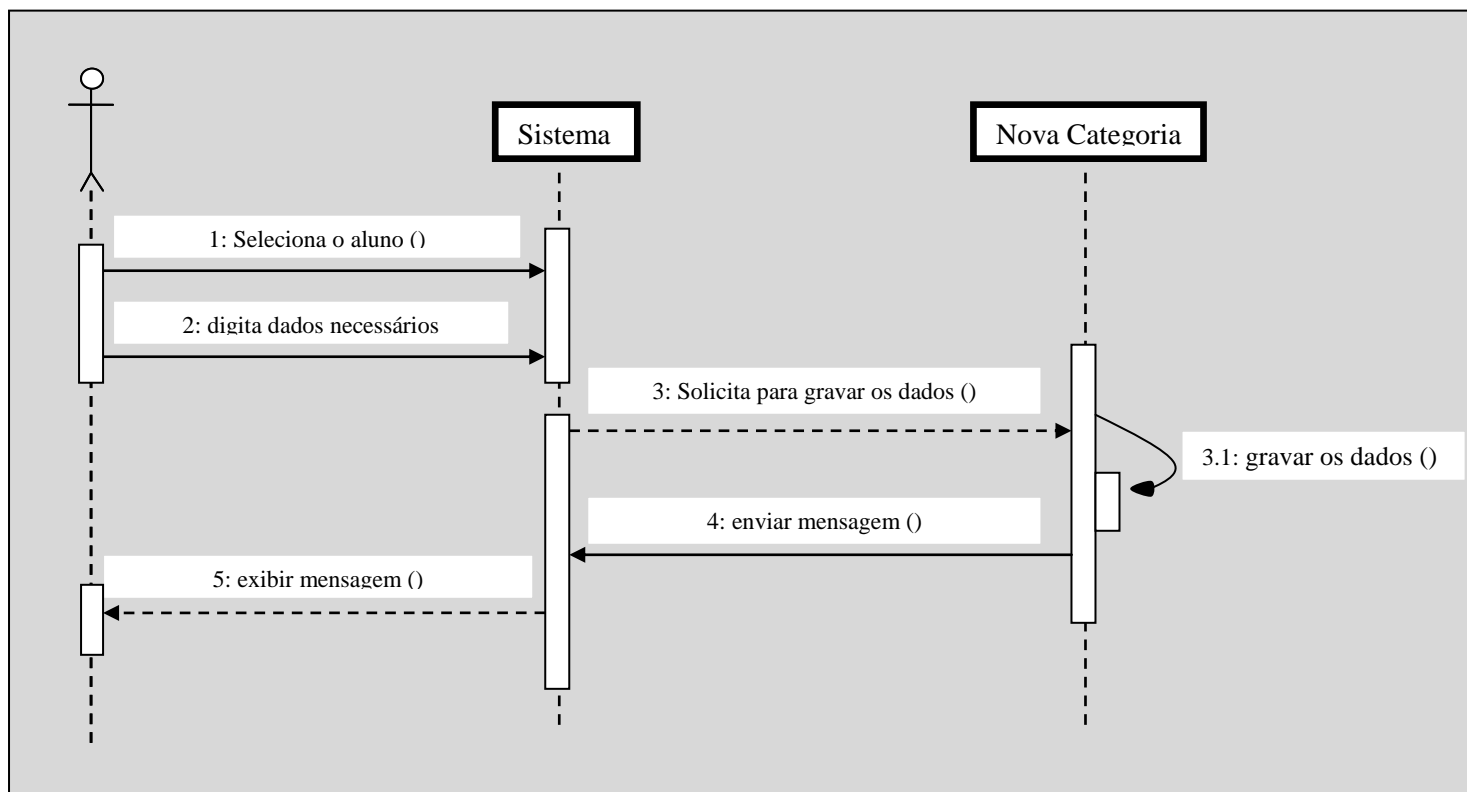 Sistema
Nova Categoria
1: Seleciona o aluno ()
2: digita dados necessários
3: Solicita para gravar os dados ()
3.1: gravar os dados ()
4: enviar mensagem ()
5: exibir mensagem ()